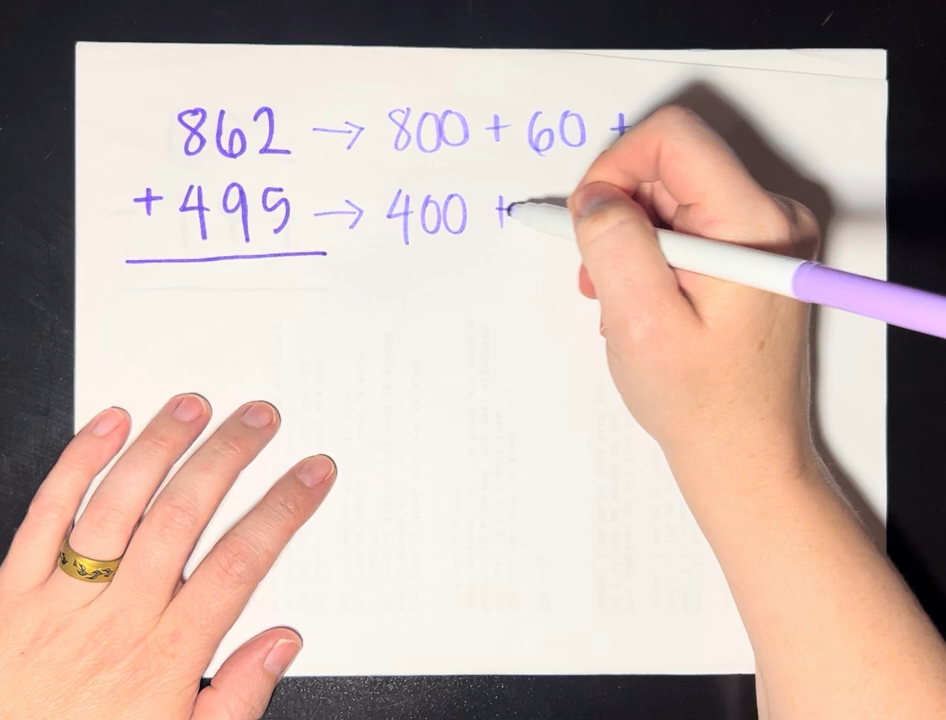 862 → 800 + 60 +
+ 495 → 400 +